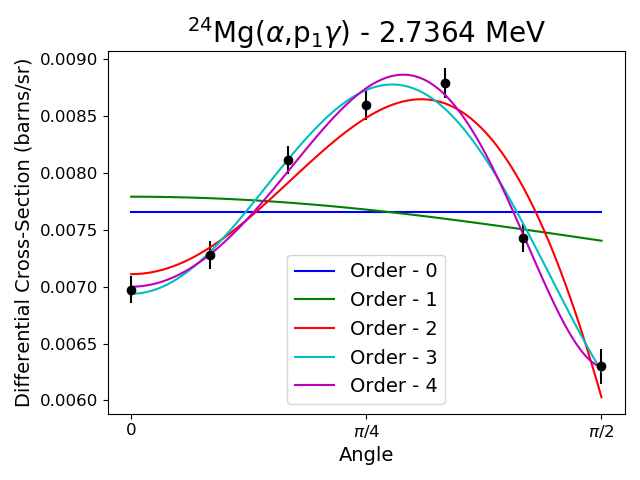 ²⁴Mg(α,p₁γ) - 2.7364 MeV
Differential Cross-Section (barns/sr)
0.0090
0.0085
0.0080
0.0075
0.0070
0.0065
0.0060
Order - 0
Order - 1
Order - 2
Order - 3
Order - 4
0
π/4
π/2
Angle